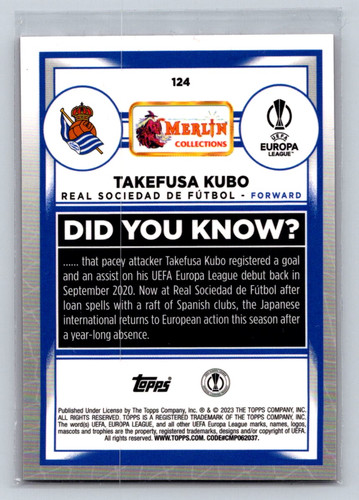 124
MERLIN
COLLECTIONS
UEFA
EUROPA
LEAGUE™
TAKEFUSA KUBO
REAL SOCIEDAD DE FÚTBOL - FORWARD
DID YOU KNOW?
...... that pacey attacker Takefusa Kubo registered a goal
and an assist on his UEFA Europa League debut back in
September 2020. Now at Real Sociedad de Fútbol after
loan spells with a raft of Spanish clubs, the Japanese
international returns to European action this season after
a year-long absence.
Topps
Published Under License by The Topps Company, Inc. ® & © 2023 THE TOPPS COMPANY, INC.
ALL RIGHTS RESERVED. TOPPS IS A REGISTERED TRADEMARK OF THE TOPPS COMPANY, INC.
The word(s) UEFA, EUROPA LEAGUE, and all other UEFA Europa League marks, names, logos,
mascots and trophies are the property, registered trademarks, designs and/or copyright of UEFA.
All rights reserved. WWW.TOPPS.COM. CODE#CMP062037.